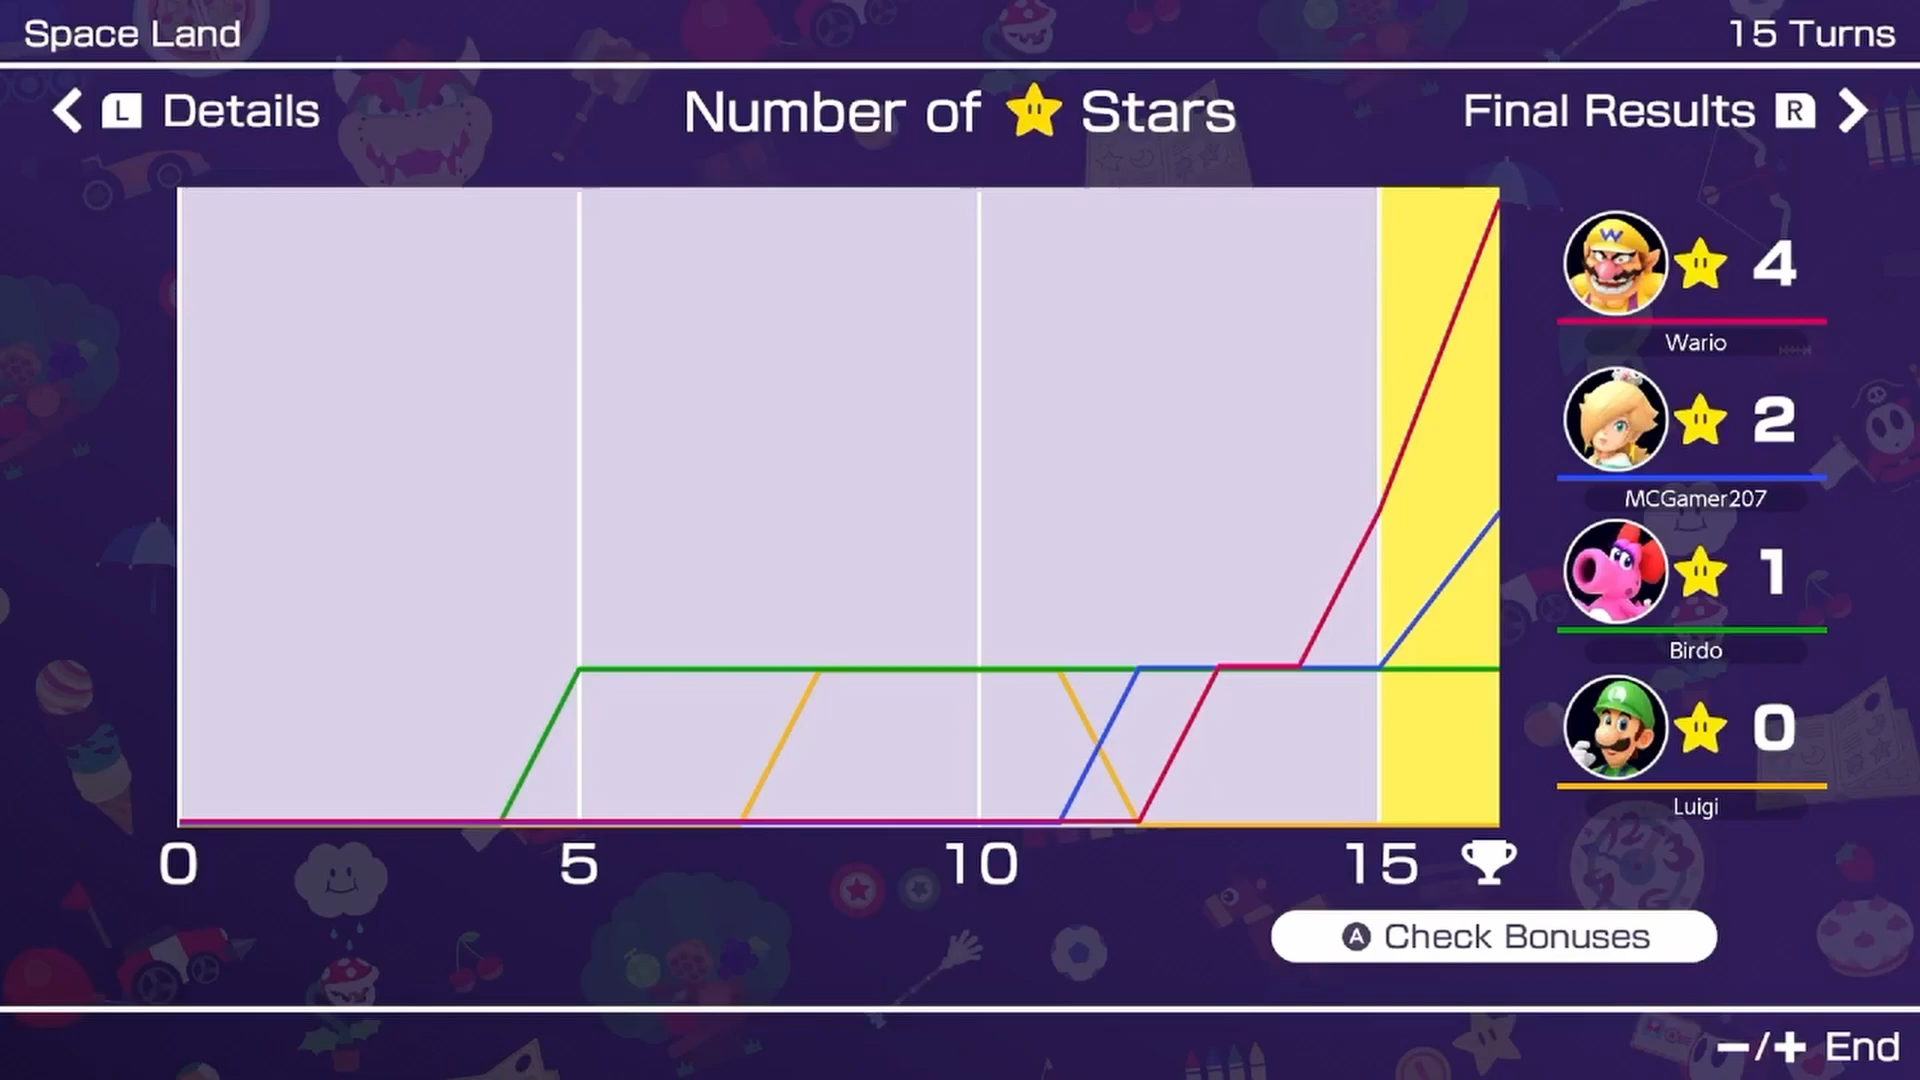 Space Land
15 Turns
L Details
Number of Stars
Final Results R
4
Wario
2
MCGamer207
1
Birdo
0
Luigi
0 5 10 15
A Check Bonuses
-/+ End